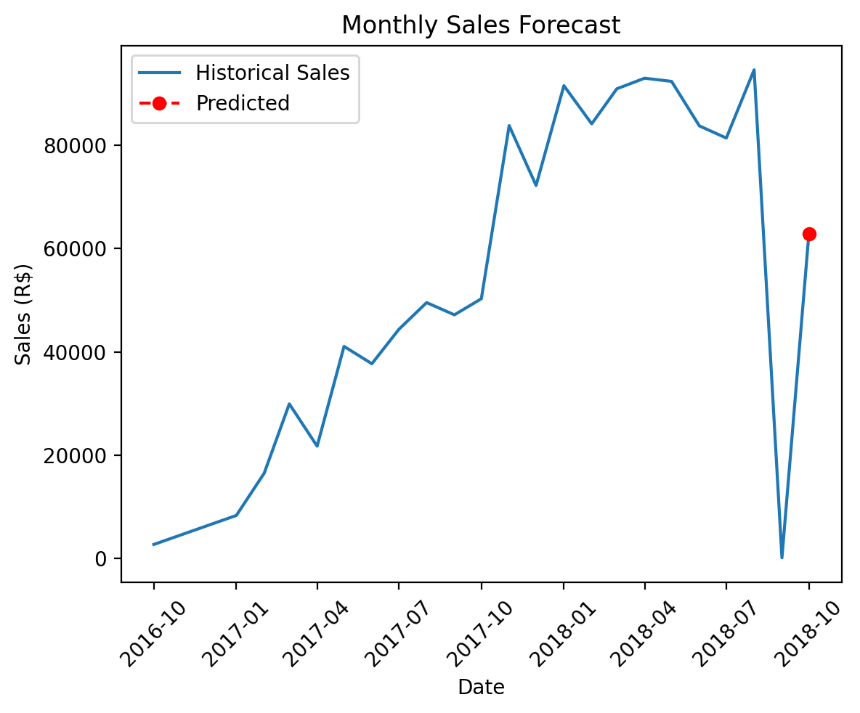 Monthly Sales Forecast
Historical Sales
Predicted
Sales (R$)
80000
60000
40000
20000
0
2016-10
2017-01
2017-04
2017-07
2017-10
2018-01
2018-04
2018-07
2018-10
Date